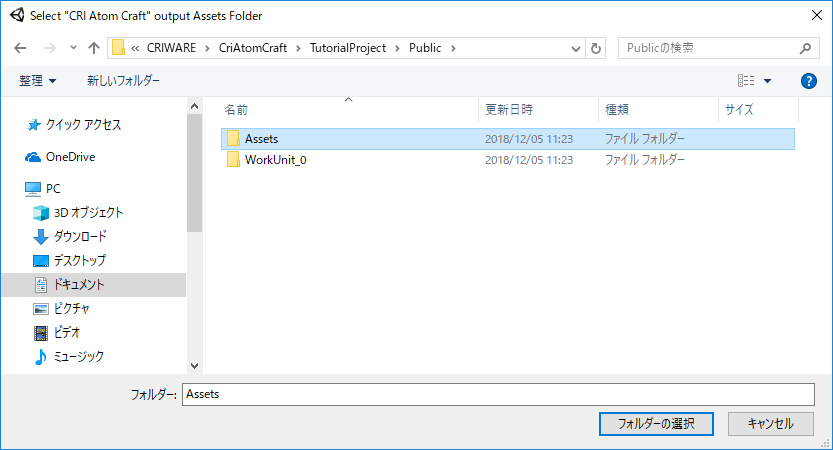 Select "CRI Atom Craft" output Assets Folder
« CRIWARE > CriAtomCraft > TutorialProject > Public >
Publicの検索
整理 新しいフォルダー
名前 更新日時 種類 サイズ
Assets 2018/12/05 11:23 ファイル フォルダー
WorkUnit_0 2018/12/05 11:23 ファイル フォルダー
クイック アクセス
OneDrive
PC
3D オブジェクト
ダウンロード
デスクトップ
ドキュメント
ピクチャ
ビデオ
ミュージック
フォルダー: Assets
フォルダーの選択 キャンセル